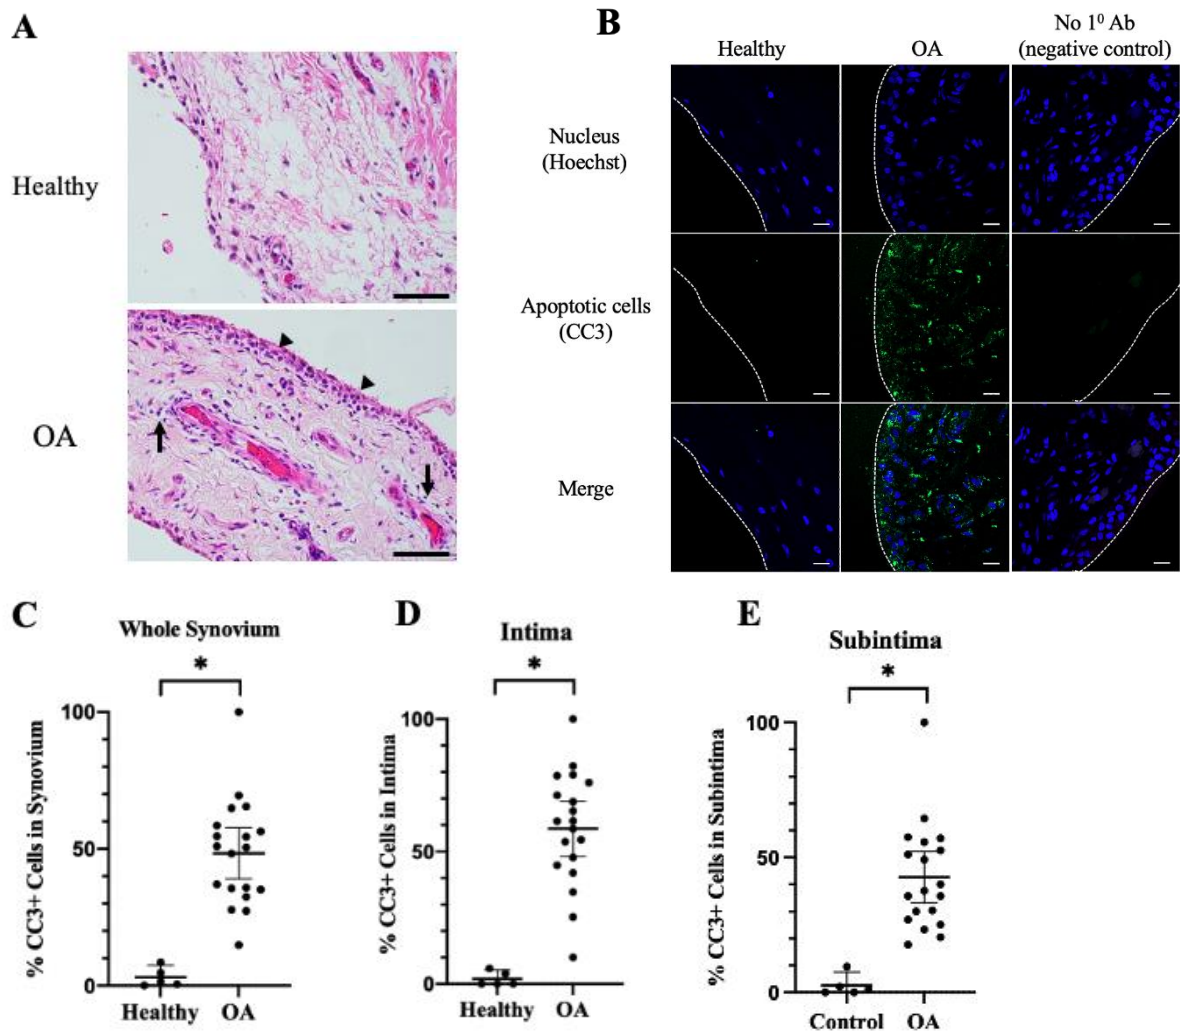 A
Healthy
OA
B
Healthy
OA
No 1⁰ Ab
(negative control)
Nucleus
(Hoechst)
Apoptotic cells
(CC3)
Merge
C
Whole Synovium
*
% CC3+ Cells in Synovium
100
50
0
Healthy
OA
D
Intima
*
% CC3+ Cells in Intima
100
50
0
Healthy
OA
E
Subintima
*
% CC3+ Cells in Subintima
100
50
0
Control
OA